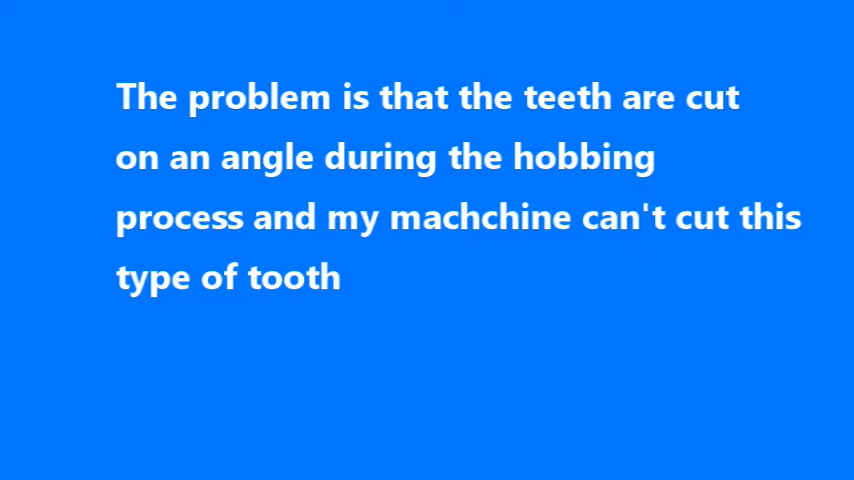 The problem is that the teeth are cut
on an angle during the hobbing
process and my machchine can't cut this
type of tooth